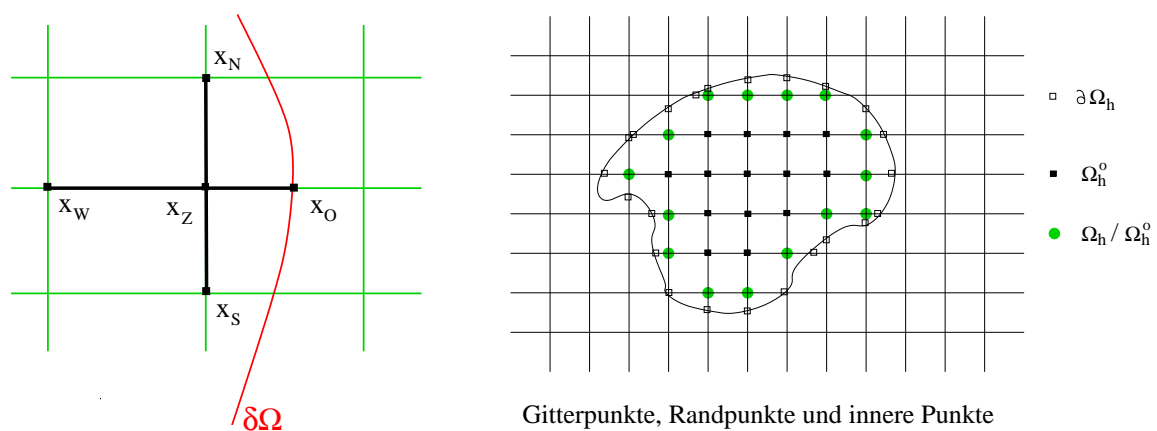 x_N
x_W
x_Z
x_O
x_S
δΩ
∂Ω_h
Ω_h^o
Ω_h / Ω_h^o
Gitterpunkte, Randpunkte und innere Punkte